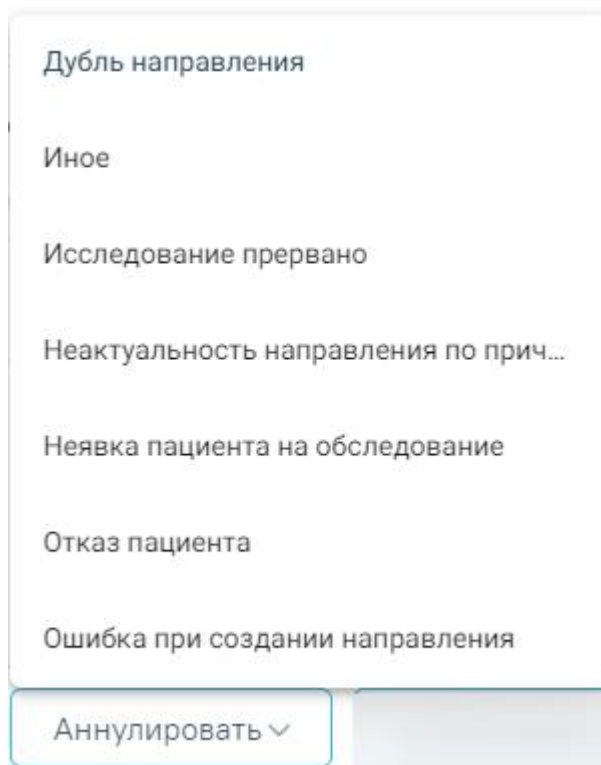 Дубль направления
Иное
Исследование прервано
Неактуальность направления по прич...
Неявка пациента на обследование
Отказ пациента
Ошибка при создании направления
Аннулировать